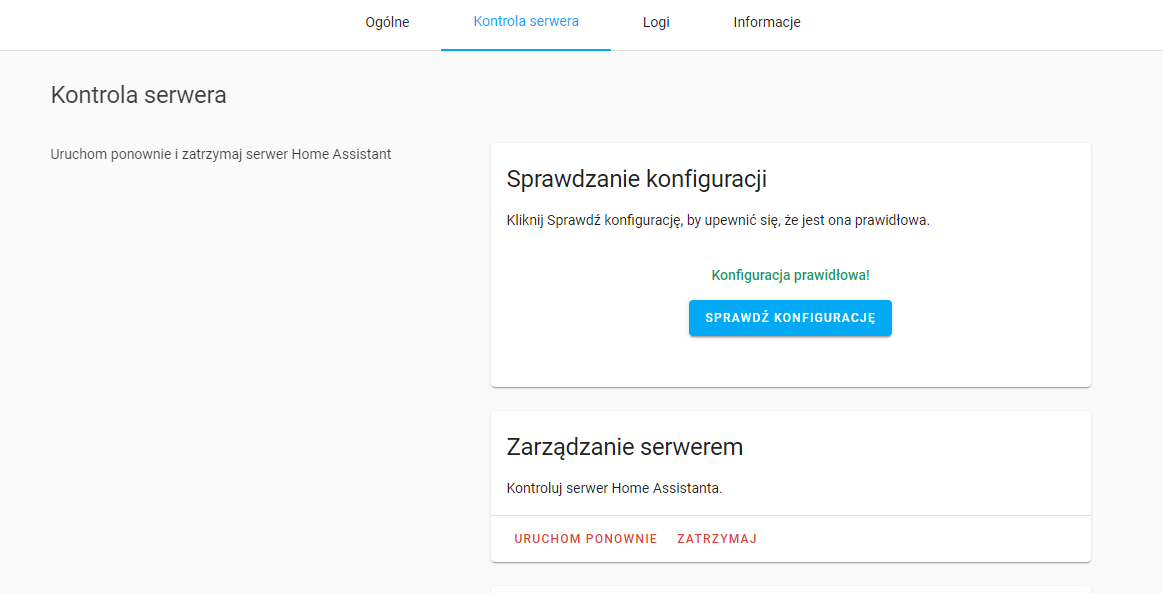 Ogólne Kontrola serwera Logi Informacje
Kontrola serwera
Uruchom ponownie i zatrzymaj serwer Home Assistant
Sprawdzanie konfiguracji
Kliknij Sprawdź konfigurację, by upewnić się, że jest ona prawidłowa.
Konfiguracja prawidłowa!
SPRAWDŹ KONFIGURACJĘ
Zarządzanie serwerem
Kontroluj serwer Home Assistanta.
URUCHOM PONOWNIE ZATRZYMAJ